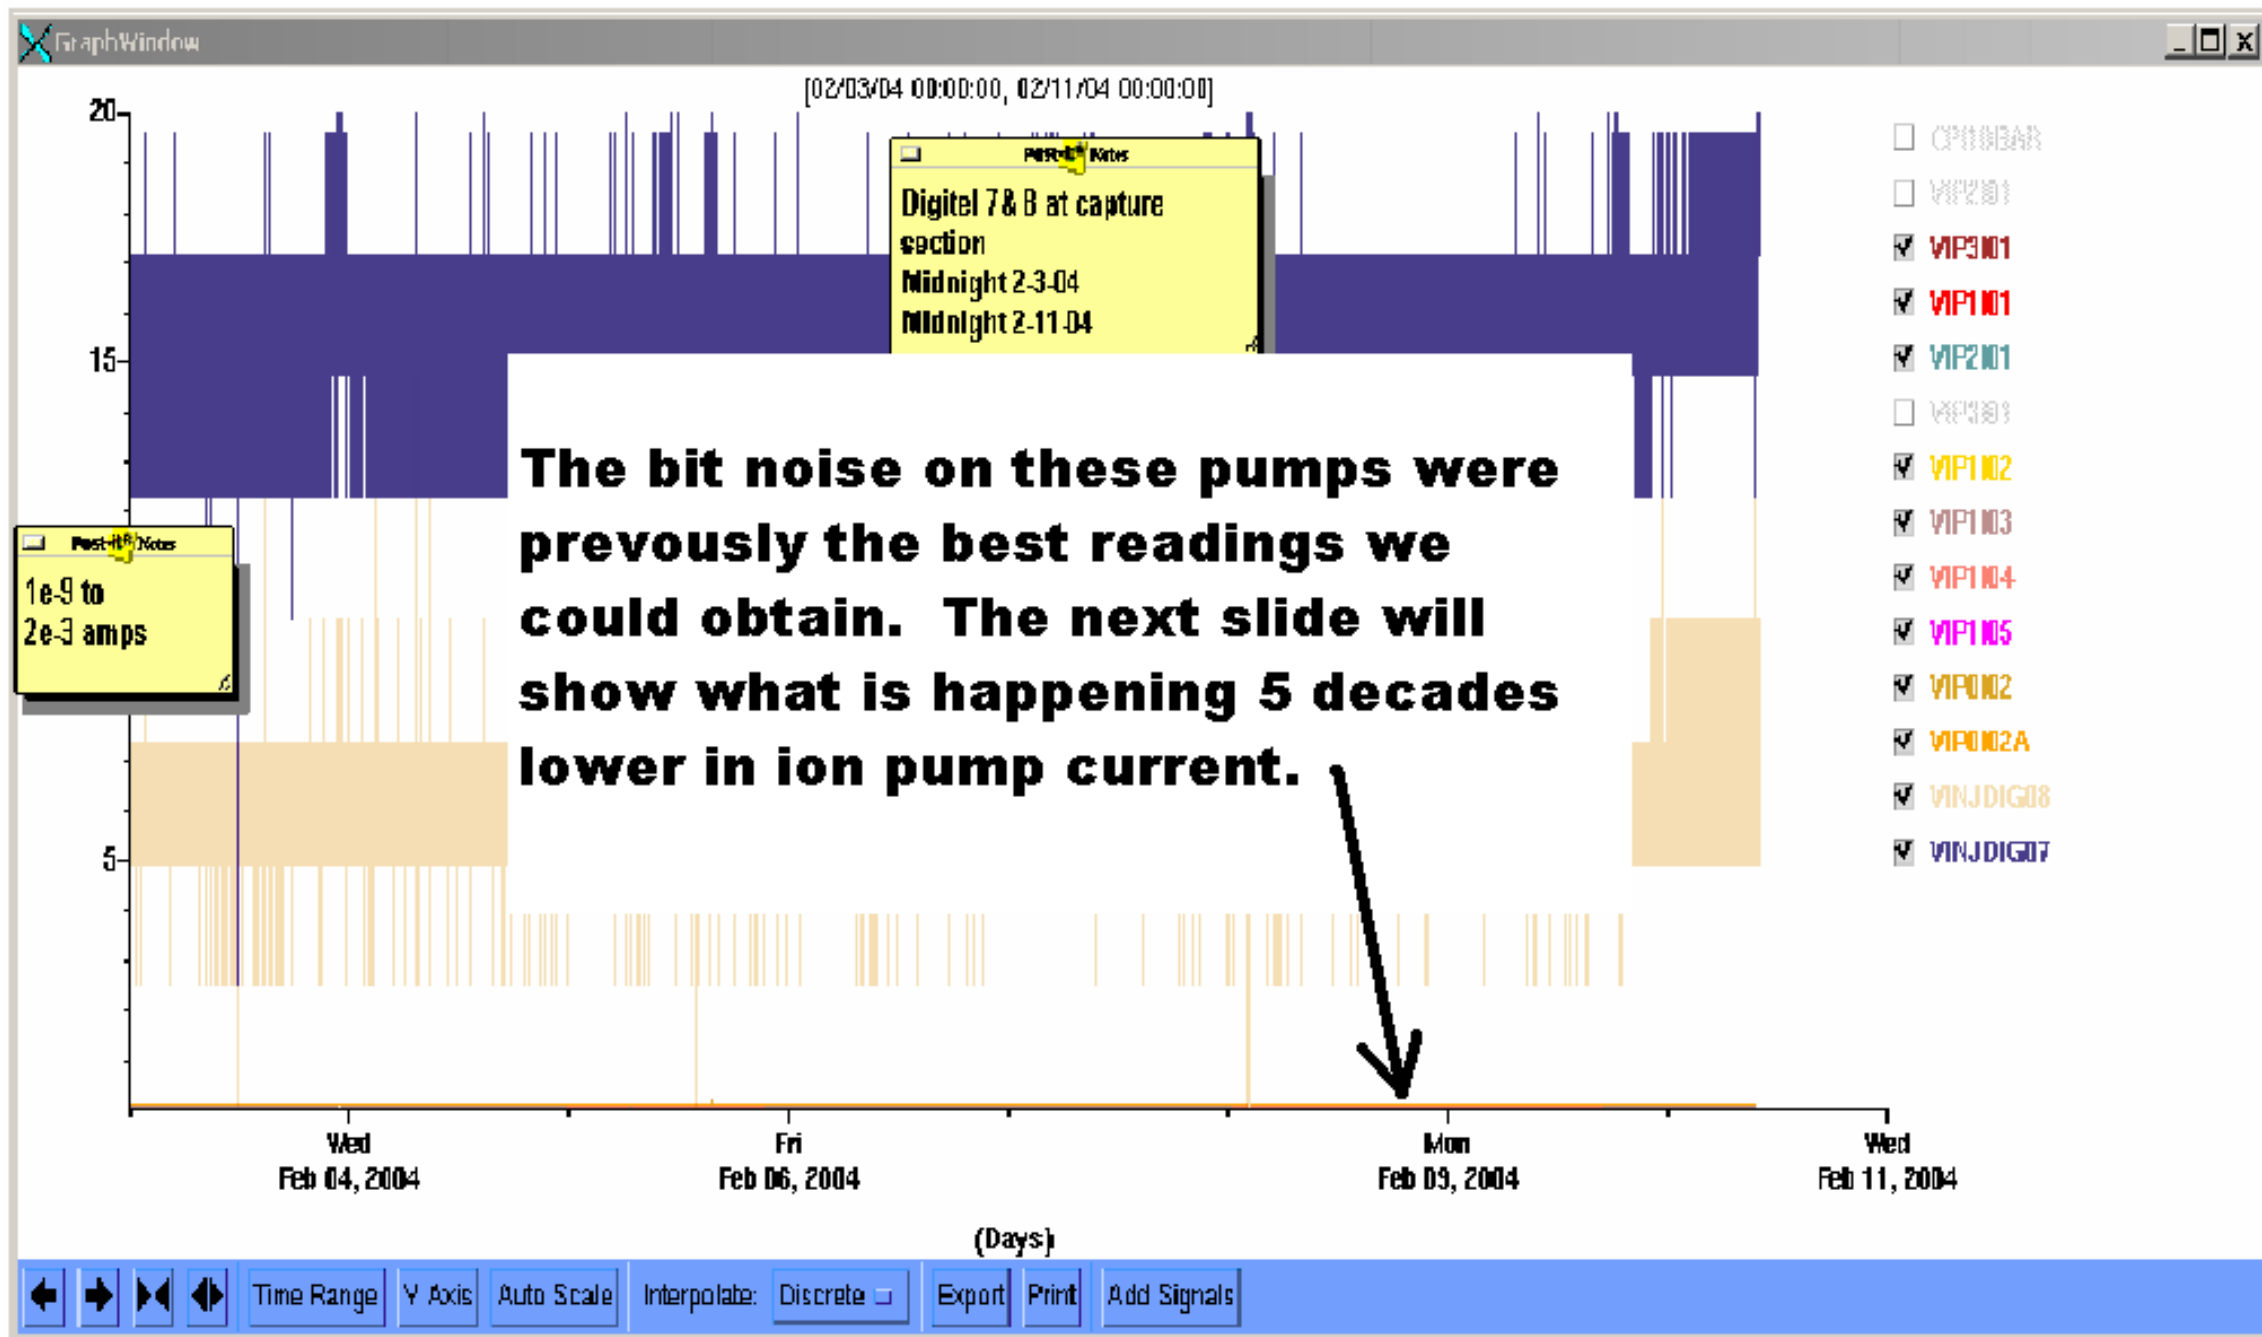 GraphWindow
[02/03/04 00:00:00, 02/11/04 00:00:00]
20
15
5
Post-it® Notes
Digitel 7& 8 at capture
section
Midnight 2-3-04
Midnight 2-11-04
Post-it® Notes
1e-9 to
2e-3 amps
The bit noise on these pumps were
prevously the best readings we
could obtain. The next slide will
show what is happening 5 decades
lower in ion pump current.
VIP3I01
VIP1I01
VIP2I01
VIP1I02
VIP1I03
VIP1I04
VIP1I05
VIP0I02
VIP0I02A
VINJDIG08
VINJDIG07
Wed
Feb 04, 2004
Fri
Feb 06, 2004
Mon
Feb 09, 2004
Wed
Feb 11, 2004
(Days)
Time Range
Y Axis
Auto Scale
Interpolate:
Discrete
Export
Print
Add Signals